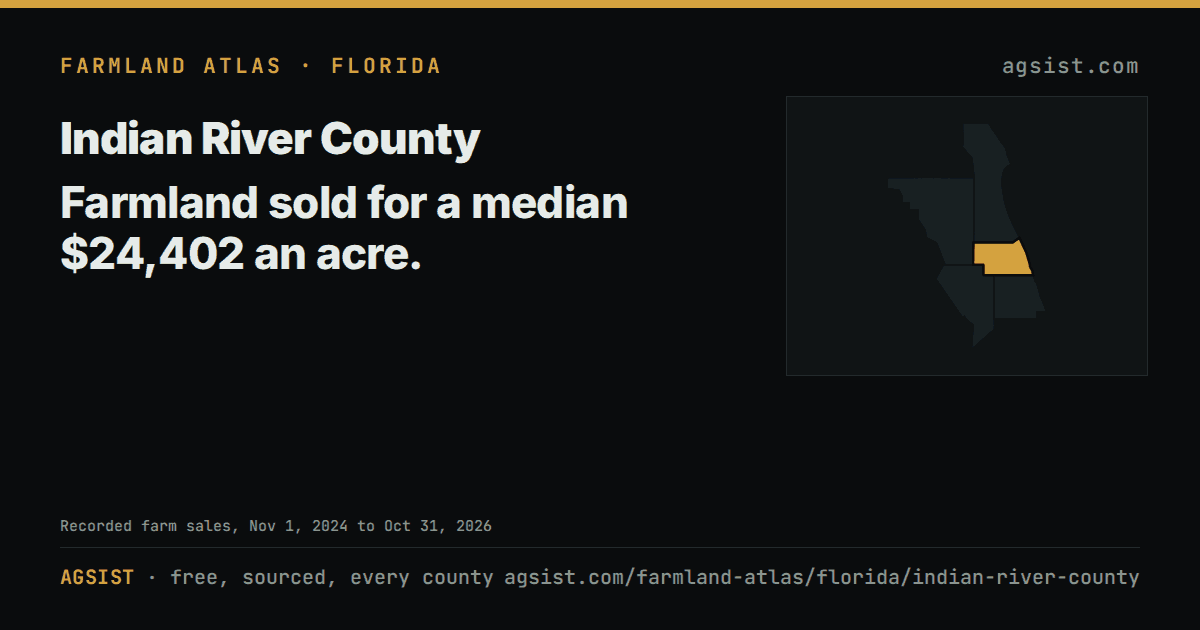 FARMLAND ATLAS · FLORIDA
agsist.com
Indian River County
Farmland sold for a median
$24,402 an acre.
Recorded farm sales, Nov 1, 2024 to Oct 31, 2026
AGSIST · free, sourced, every county agsist.com/farmland-atlas/florida/indian-river-county